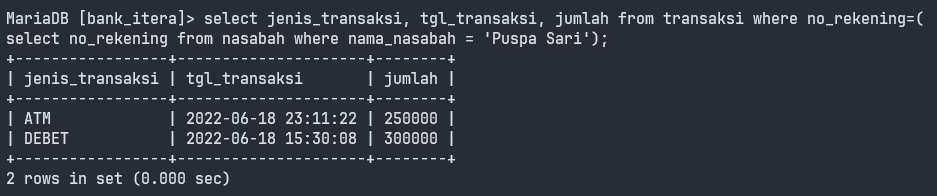 MariaDB [bank_itera]> select jenis_transaksi, tgl_transaksi, jumlah from transaksi where no_rekening=(
select no_rekening from nasabah where nama_nasabah = 'Puspa Sari');
+-----------------+---------------------+--------+
| jenis_transaksi | tgl_transaksi       | jumlah |
+-----------------+---------------------+--------+
| ATM             | 2022-06-18 23:11:22 | 250000 |
| DEBET           | 2022-06-18 15:30:08 | 300000 |
+-----------------+---------------------+--------+
2 rows in set (0.000 sec)